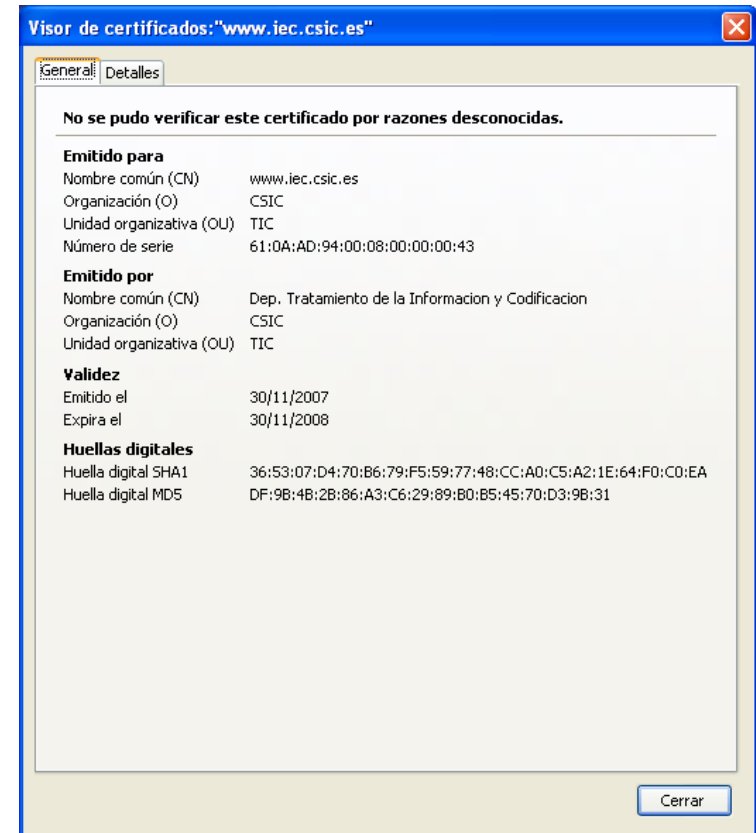 Visor de certificados:"www.iec.csic.es"
General Detalles
No se pudo verificar este certificado por razones desconocidas.
Emitido para
Nombre común (CN) www.iec.csic.es
Organización (O) CSIC
Unidad organizativa (OU) TIC
Número de serie 61:0A:AD:94:00:08:00:00:00:43
Emitido por
Nombre común (CN) Dep. Tratamiento de la Informacion y Codificacion
Organización (O) CSIC
Unidad organizativa (OU) TIC
Validez
Emitido el 30/11/2007
Expira el 30/11/2008
Huellas digitales
Huella digital SHA1 36:53:07:D4:70:B6:79:F5:59:77:48:CC:A0:C5:A2:1E:64:F0:C0:EA
Huella digital MD5 DF:9B:4B:2B:86:A3:C6:29:89:B0:B5:45:70:D3:9B:31
Cerrar